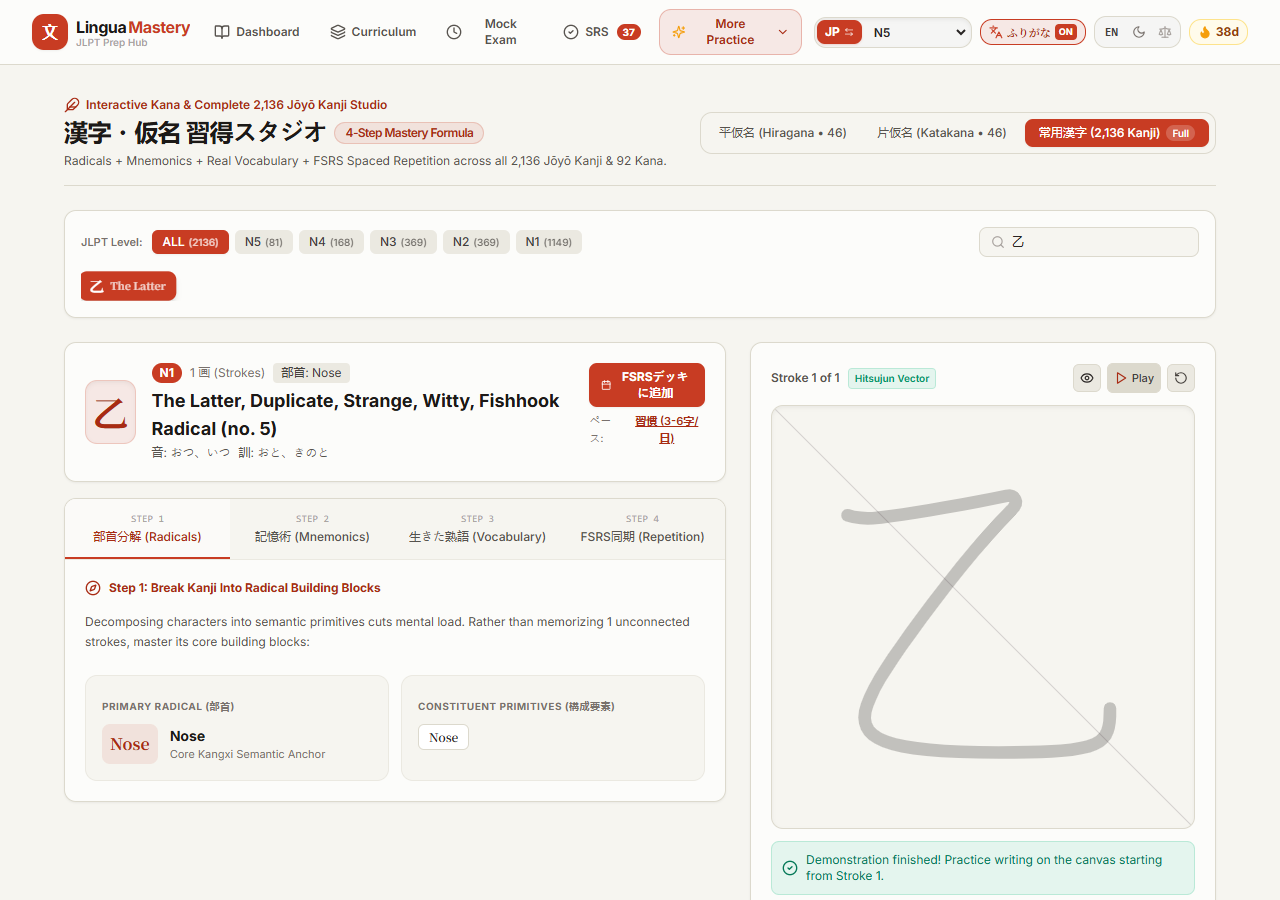 文 LinguaMastery
JLPT Prep Hub
Dashboard
Curriculum
Mock Exam
SRS 37
More Practice
JP N5
ふりがな ON
EN
38d
Interactive Kana & Complete 2,136 Jōyō Kanji Studio
漢字・仮名 習得スタジオ 4-Step Mastery Formula
Radicals + Mnemonics + Real Vocabulary + FSRS Spaced Repetition across all 2,136 Jōyō Kanji & 92 Kana.
平仮名 (Hiragana • 46) 片仮名 (Katakana • 46) 常用漢字 (2,136 Kanji) Full
JLPT Level: ALL (2136) N5 (81) N4 (168) N3 (369) N2 (369) N1 (1149)
乙
乙 The Latter
乙
N1 1 画 (Strokes) 部首: Nose
The Latter, Duplicate, Strange, Witty, Fishhook
Radical (no. 5)
音: おつ、いつ 訓: おと、きのと
FSRSデッキ
に追加
ペー
ス:
習慣 (3-6字/
日)
STEP 1
部首分解 (Radicals)
STEP 2
記憶術 (Mnemonics)
STEP 3
生きた熟語 (Vocabulary)
STEP 4
FSRS同期 (Repetition)
Step 1: Break Kanji Into Radical Building Blocks
Decomposing characters into semantic primitives cuts mental load. Rather than memorizing 1 unconnected
strokes, master its core building blocks:
PRIMARY RADICAL (部首)
Nose
Nose
Core Kangxi Semantic Anchor
CONSTITUENT PRIMITIVES (構成要素)
Nose
Stroke 1 of 1 Hitsujun Vector
Play
乙
Demonstration finished! Practice writing on the canvas starting
from Stroke 1.